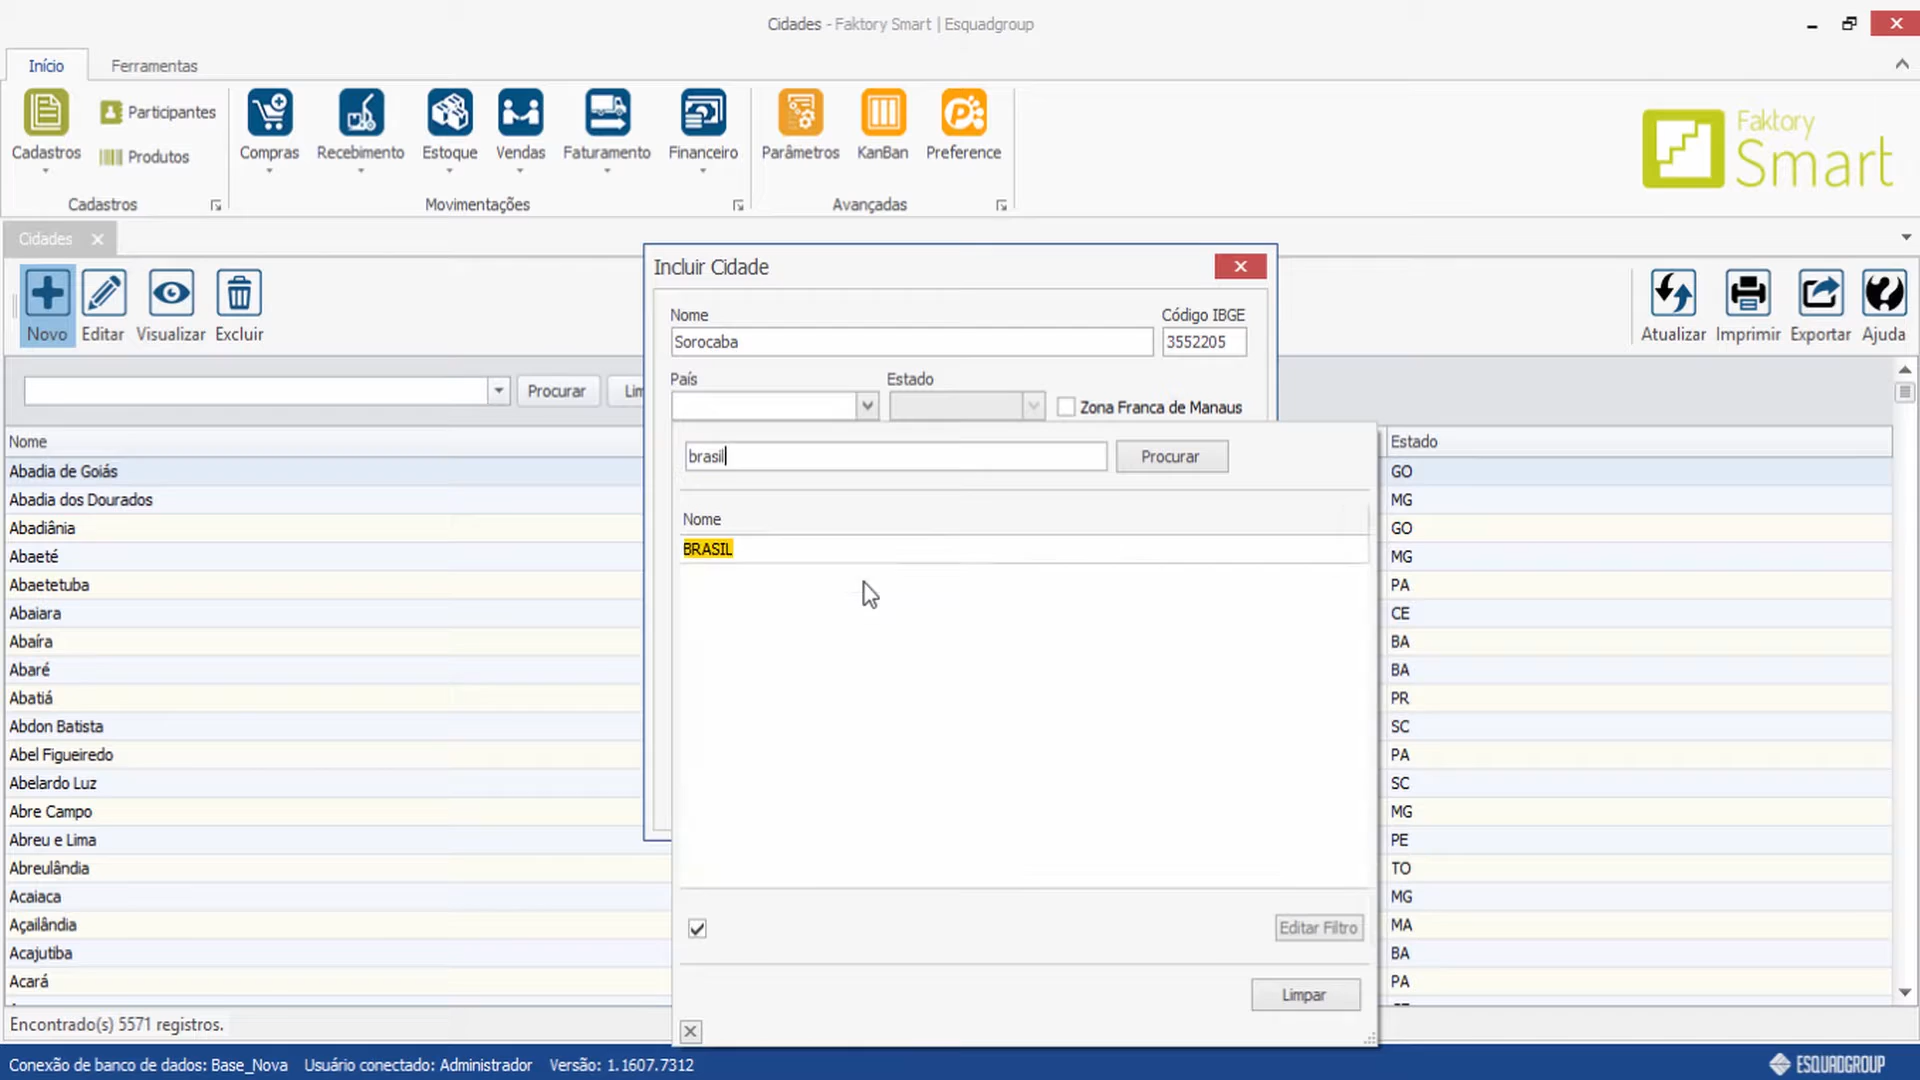 Cidades - Faktory Smart | Esquadgroup
Início
Ferramentas
Cadastros
Participantes
Produtos
Cadastros
Compras
Recebimento
Estoque
Vendas
Faturamento
Financeiro
Movimentações
Parâmetros
KanBan
Preference
Avançadas
Faktory
Smart
Cidades
Novo
Editar
Visualizar
Excluir
Atualizar
Imprimir
Exportar
Ajuda
Procurar
Incluir Cidade
Nome
Código IBGE
Sorocaba
3552205
País
Estado
Zona Franca de Manaus
brasil
Procurar
Nome
BRASIL
Editar Filtro
Limpar
Nome
Estado
Abadia de Goiás GO
Abadia dos Dourados MG
Abadiânia GO
Abaeté MG
Abaetetuba PA
Abaiara CE
Abaíra BA
Abaré BA
Abatiá PR
Abdon Batista SC
Abel Figueiredo PA
Abelardo Luz SC
Abre Campo MG
Abreu e Lima PE
Abreulândia TO
Acaiaca MG
Açailândia MA
Acajutiba BA
Acará PA
Encontrado(s) 5571 registros.
Conexão de banco de dados: Base_Nova Usuário conectado: Administrador Versão: 1.1607.7312
ESQUADGROUP